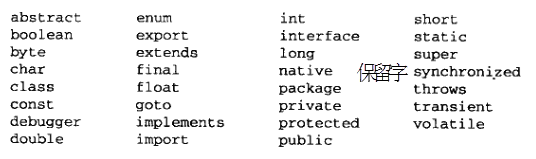 abstract enum int short
boolean export interface static
byte extends long super
char final native 保留字 synchronized
class float package throws
const goto private transient
debugger implements protected volatile
double import public